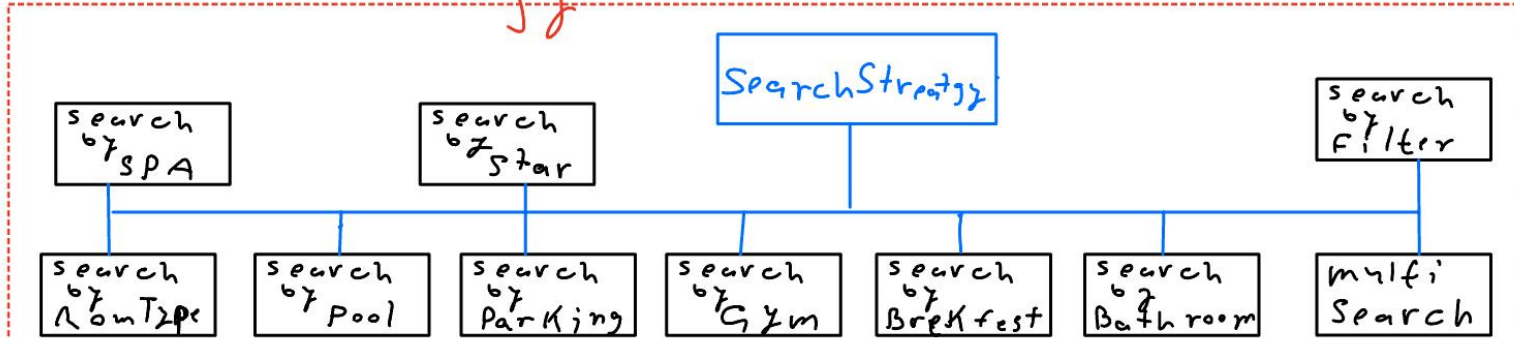 SearchStreatgy
search
by
SPA
search
by
Star
search
by
Filter
search
by
RomType
search
by
Pool
search
by
Parking
search
by
Gym
search
by
Brekfest
search
by
Bathroom
multi
Search